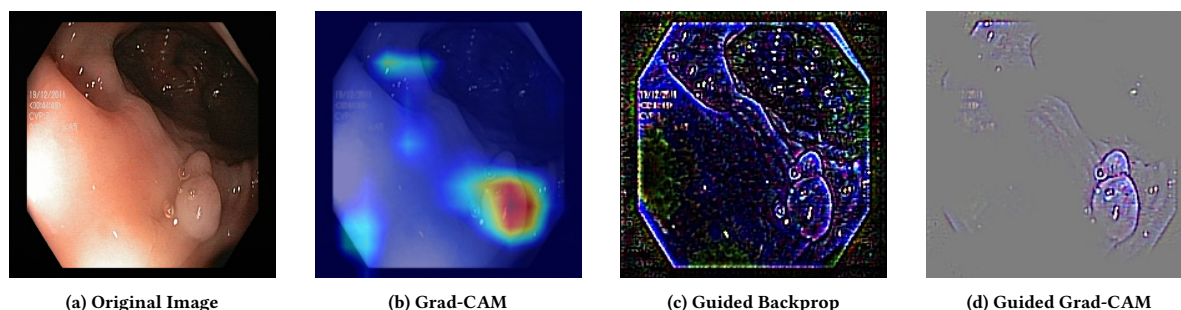 19/12/2011
(a) Original Image
(b) Grad-CAM
(c) Guided Backprop
(d) Guided Grad-CAM